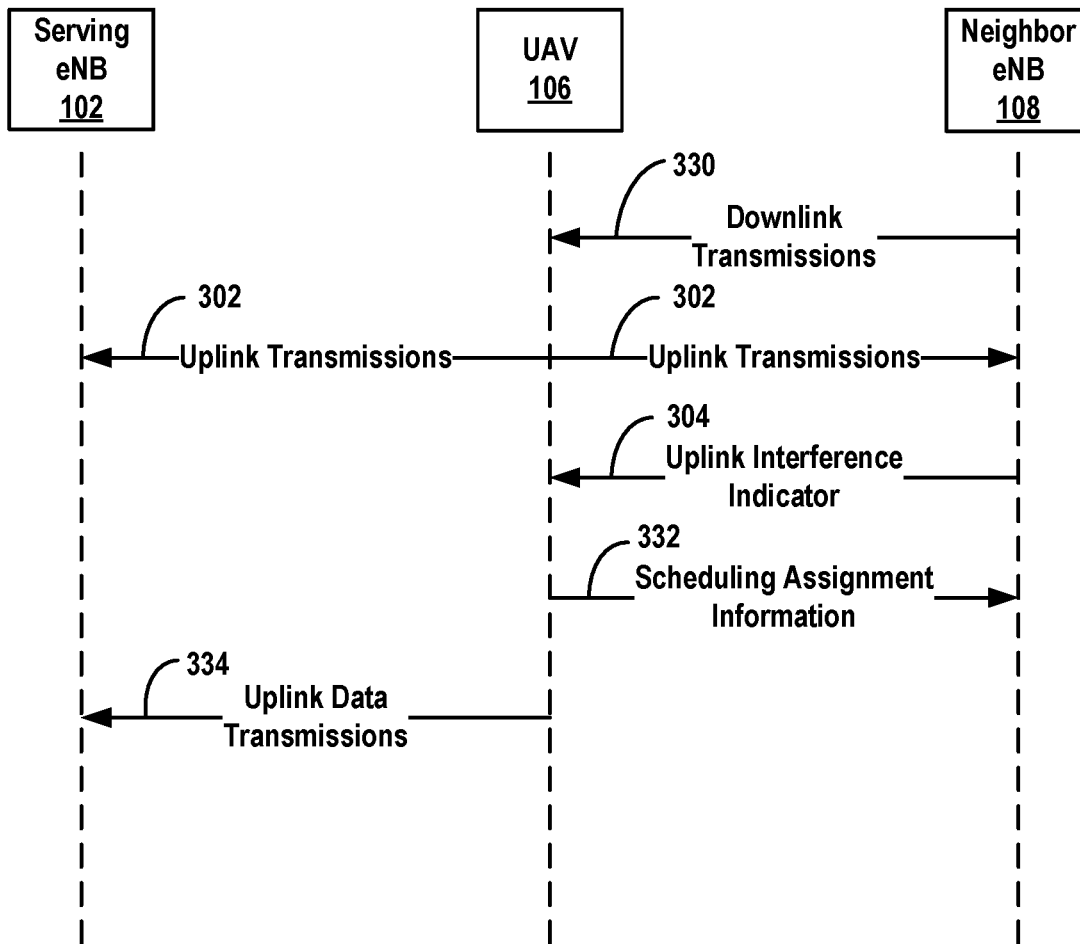 Serving
eNB
102
UAV
106
Neighbor
eNB
108
330
Downlink
Transmissions
302
302
Uplink Transmissions
Uplink Transmissions
304
Uplink Interference
Indicator
332
Scheduling Assignment
Information
334
Uplink Data
Transmissions